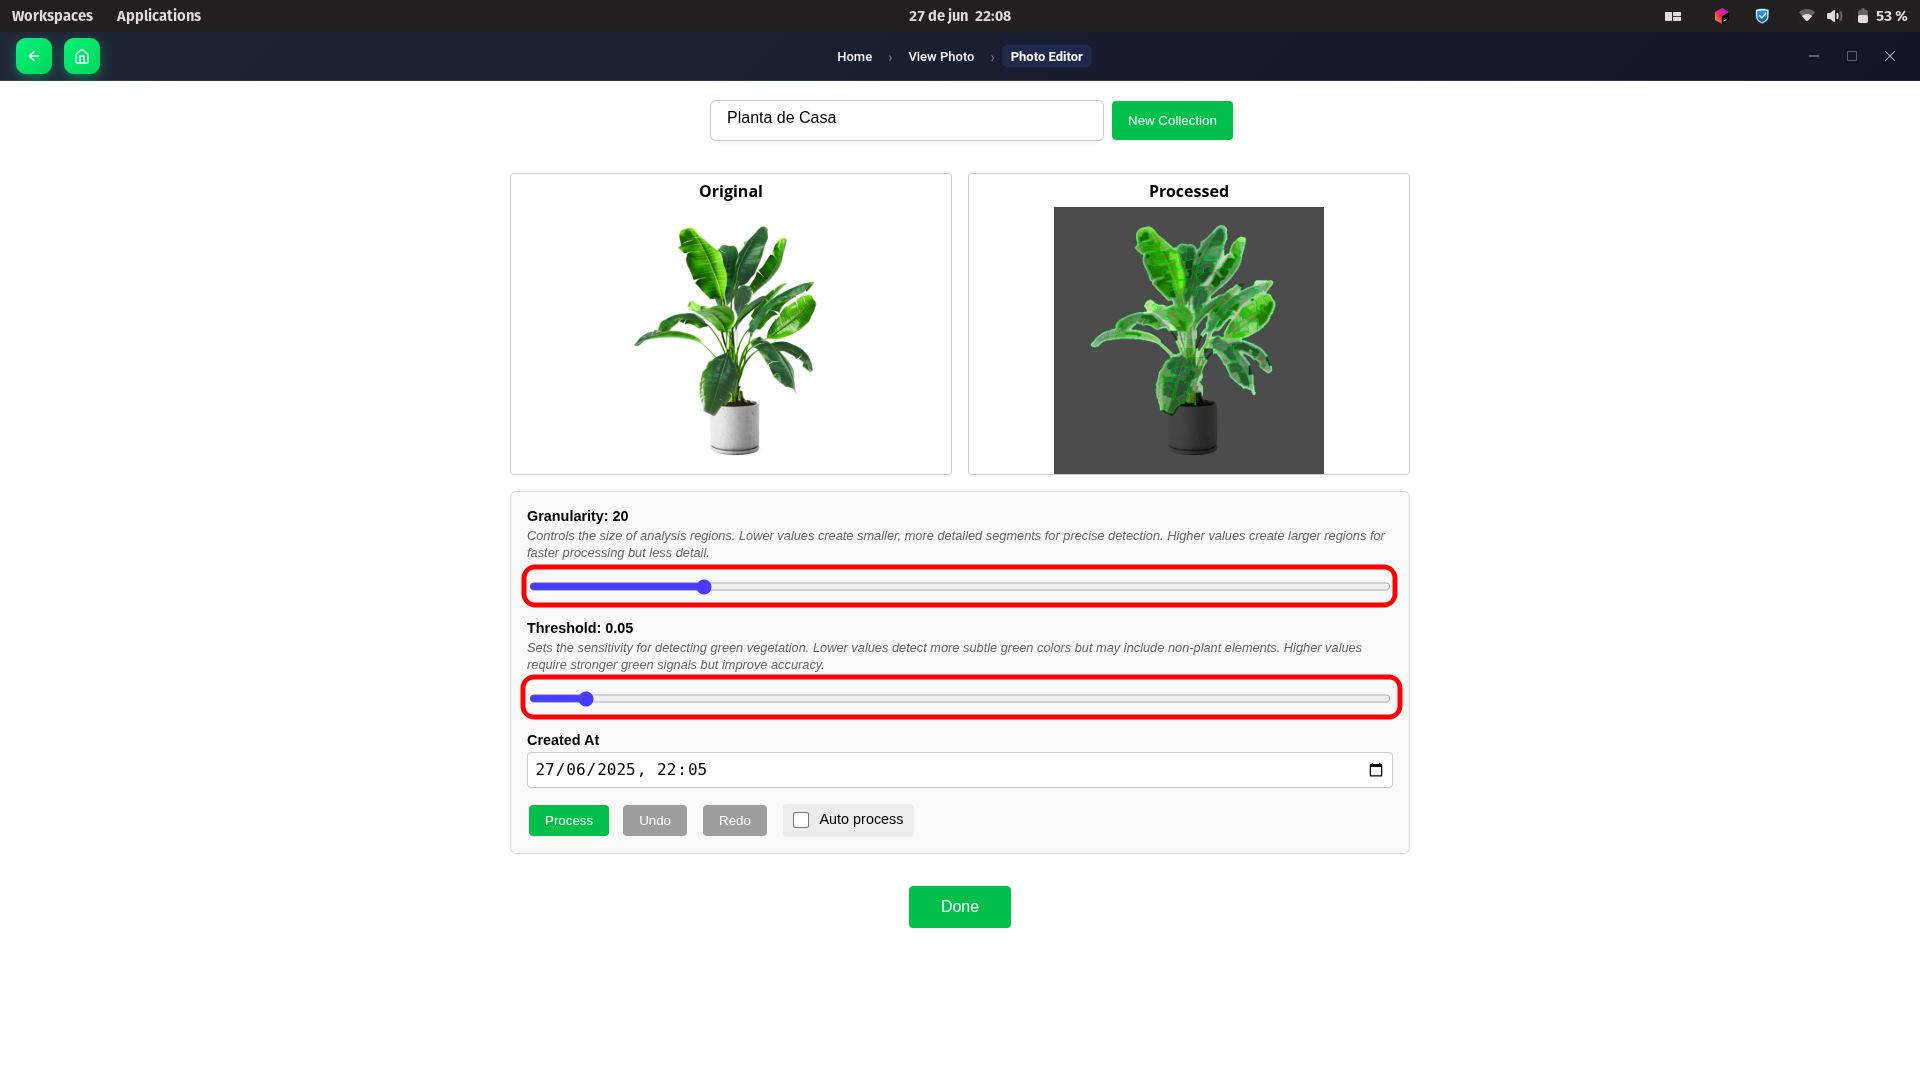 Workspaces Applications 27 de jun 22:08 53 %
Home › View Photo › Photo Editor
Planta de Casa New Collection
Original Processed
Granularity: 20
Controls the size of analysis regions. Lower values create smaller, more detailed segments for precise detection. Higher values create larger regions for
faster processing but less detail.
Threshold: 0.05
Sets the sensitivity for detecting green vegetation. Lower values detect more subtle green colors but may include non-plant elements. Higher values
require stronger green signals but improve accuracy.
Created At
27/06/2025, 22:05
Process Undo Redo Auto process
Done